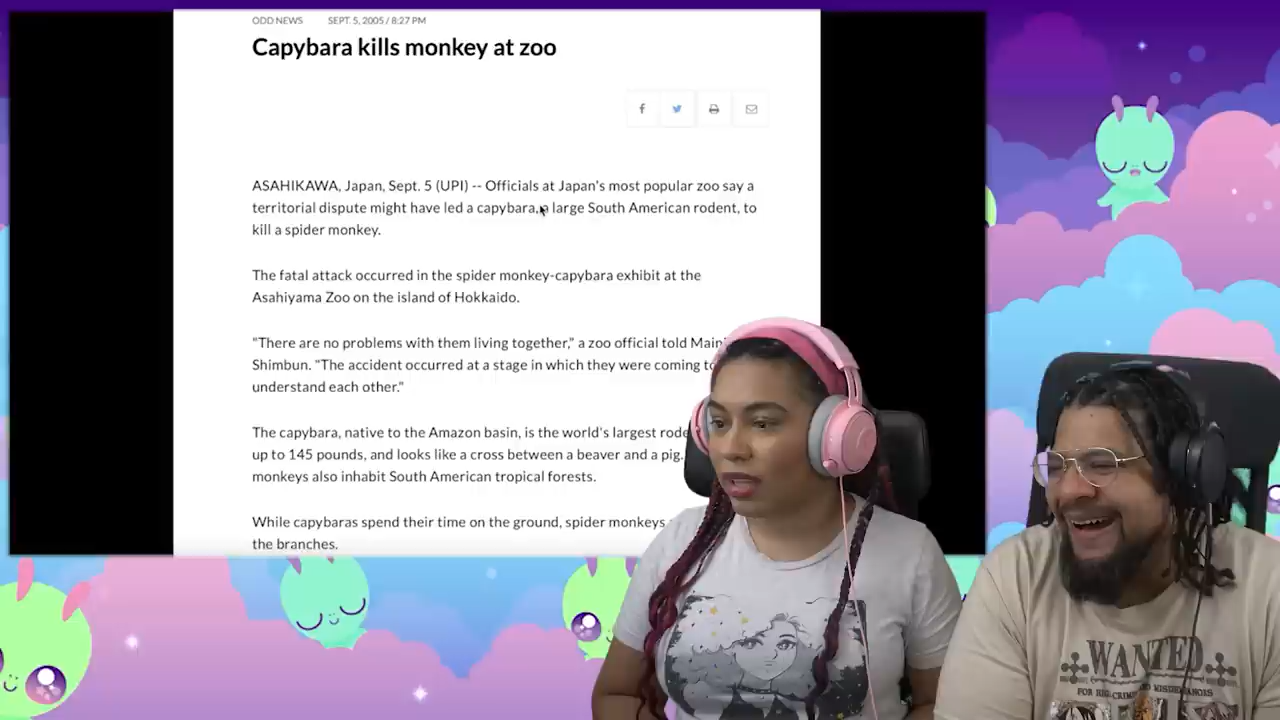 ODD NEWS SEPT. 5, 2005 / 8:27 PM
Capybara kills monkey at zoo
ASAHIKAWA, Japan, Sept. 5 (UPI) -- Officials at Japan's most popular zoo say a
territorial dispute might have led a capybara, a large South American rodent, to
kill a spider monkey.
The fatal attack occurred in the spider monkey-capybara exhibit at the
Asahiyama Zoo on the island of Hokkaido.
"There are no problems with them living together," a zoo official told
Shimbun. "The accident occurred at a stage in which they were coming to
understand each other."
The capybara, native to the Amazon basin, is the world's largest
up to 145 pounds, and looks like a cross between a beaver and a pig.
monkeys also inhabit South American tropical forests.
While capybaras spend their time on the ground, spider monkeys
the branches.
WANTED
FOR HIGH CRIMES AND MISDEMEANORS